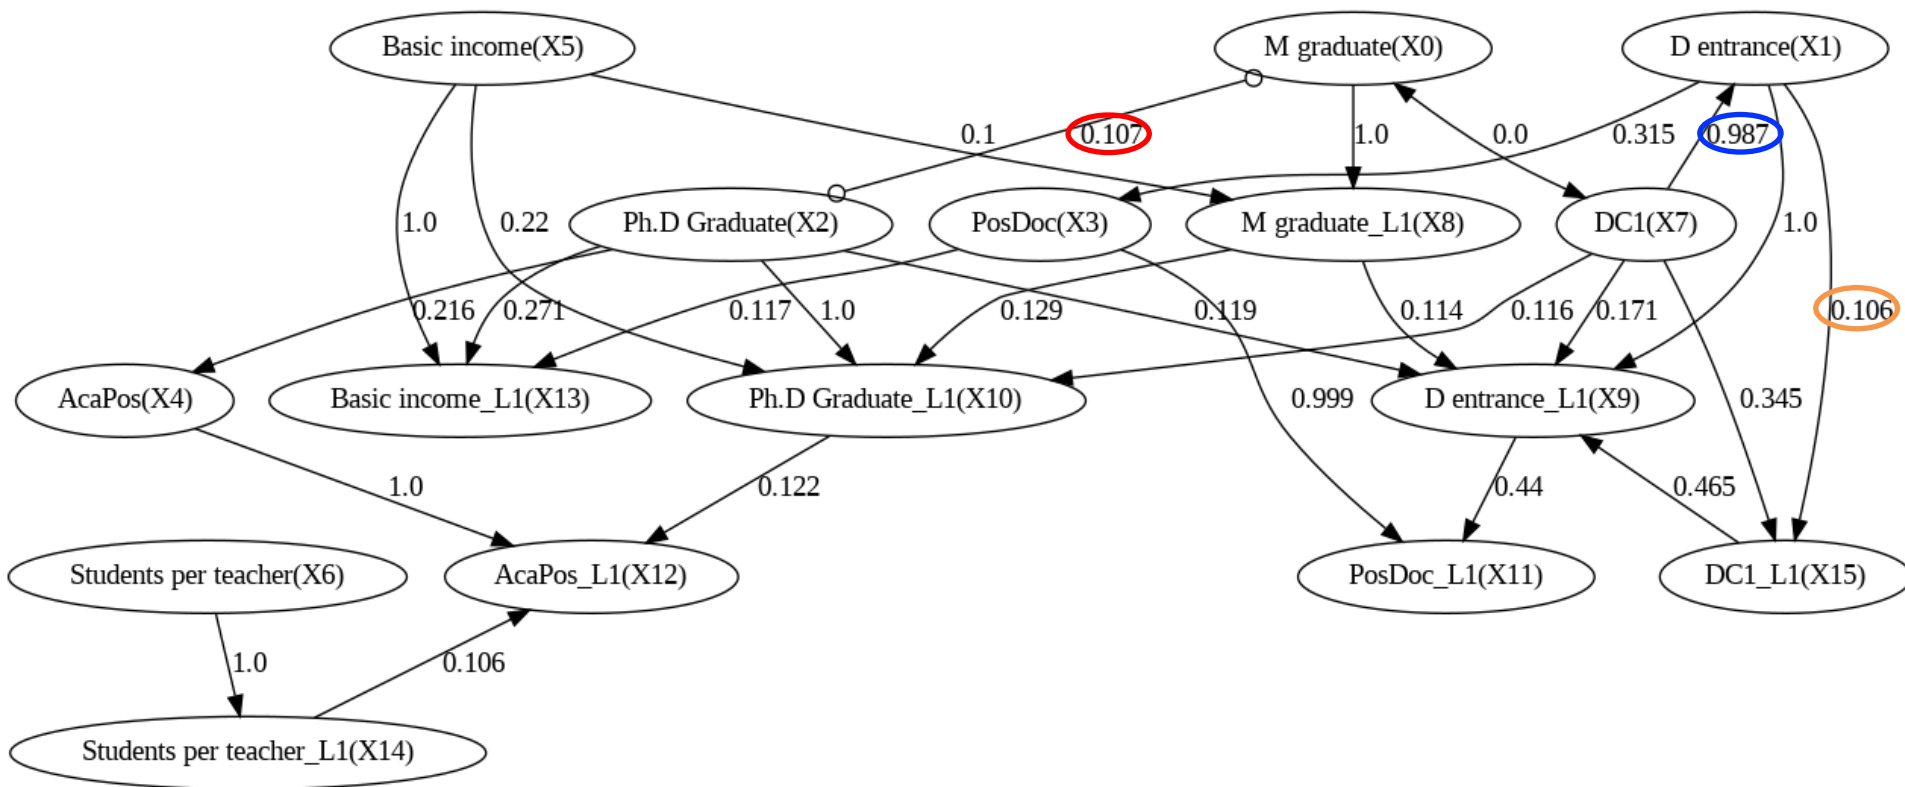 Basic income(X5)
M graduate(X0)
D entrance(X1)
0.1
0.107
1.0
0.0
0.315
0.987
Ph.D Graduate(X2)
PosDoc(X3)
M graduate_L1(X8)
DC1(X7)
1.0
0.22
1.0
0.216
0.271
0.117
1.0
0.129
0.119
0.114
0.116
0.171
0.106
AcaPos(X4)
Basic income_L1(X13)
Ph.D Graduate_L1(X10)
D entrance_L1(X9)
0.999
0.345
1.0
0.122
0.44
0.465
Students per teacher(X6)
AcaPos_L1(X12)
PosDoc_L1(X11)
DC1_L1(X15)
1.0
0.106
Students per teacher_L1(X14)